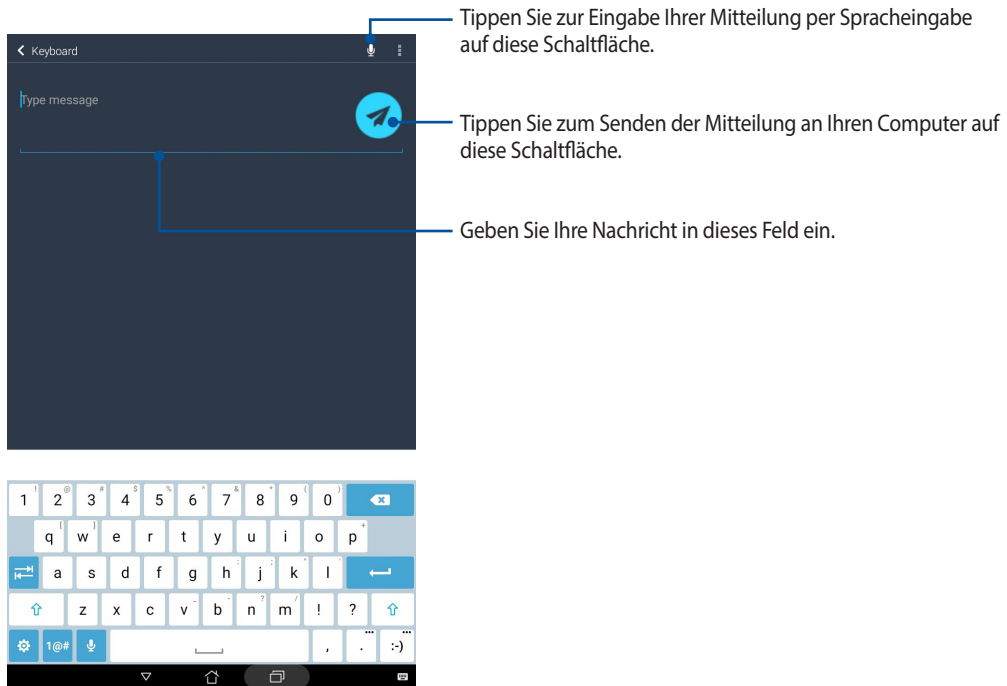 Tippen Sie zur Eingabe Ihrer Mitteilung per Spracheingabe
auf diese Schaltfläche.
Keyboard
Type message
Tippen Sie zum Senden der Mitteilung an Ihren Computer auf
diese Schaltfläche.
Geben Sie Ihre Nachricht in dieses Feld ein.
1 ! 2 @ 3 # 4 $ 5 % 6 ^ 7 & 8 * 9 ( 0 )
q [ w ] e r t y u i o p +
a s d f g h : j ; k " l '
z x c v - b - n ? m / ! ?
1@# , . ... :-) ...